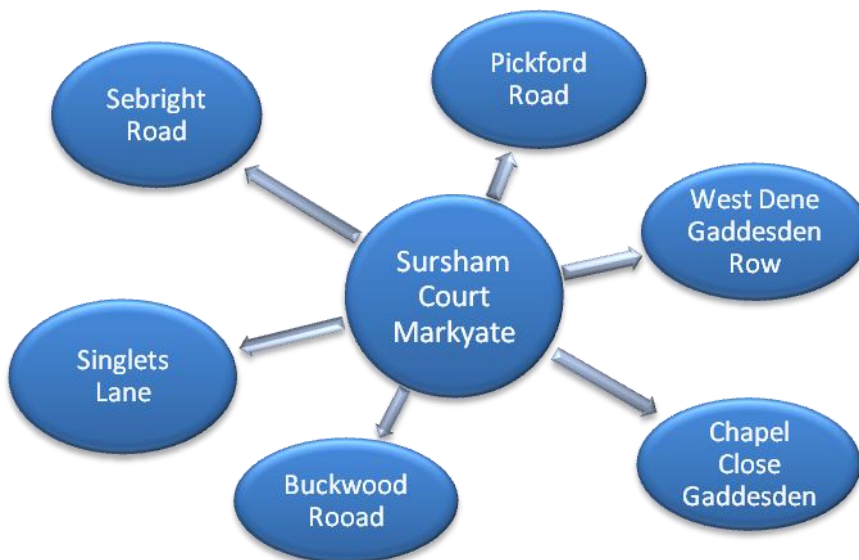 Sebright
Road
Pickford
Road
West Dene
Gaddesden
Row
Sursham
Court
Markyate
Singlets
Lane
Chapel
Close
Gaddesden
Buckwood
Rooad